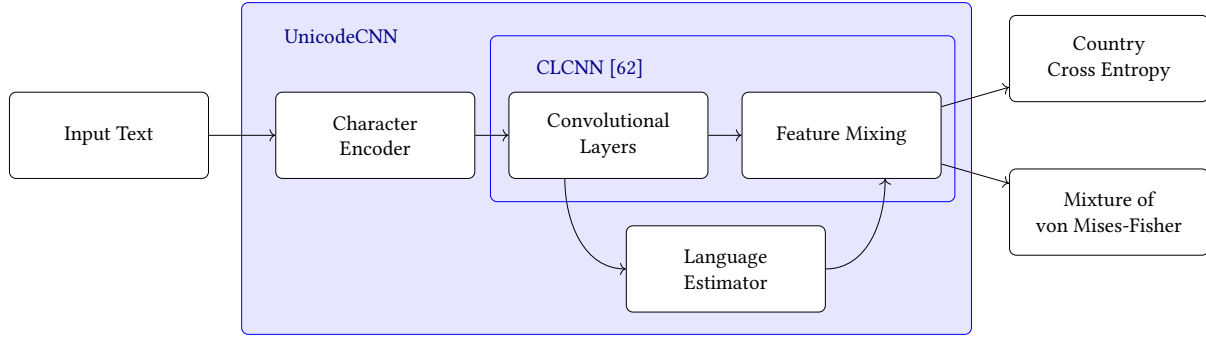 UnicodeCNN
CLCNN [62]
Input Text
Character
Encoder
Convolutional
Layers
Feature Mixing
Country
Cross Entropy
Mixture of
von Mises-Fisher
Language
Estimator